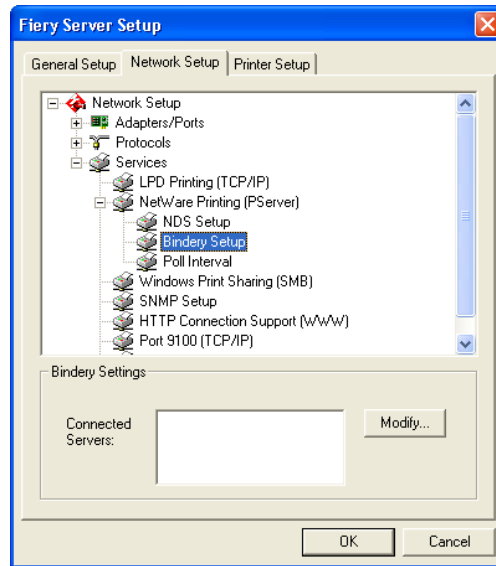 Fiery Server Setup
General Setup
Network Setup
Printer Setup
Network Setup
Adapters/Ports
Protocols
Services
LPD Printing (TCP/IP)
NetWare Printing (PServer)
NDS Setup
Bindery Setup
Poll Interval
Windows Print Sharing (SMB)
SNMP Setup
HTTP Connection Support (WWW)
Port 9100 (TCP/IP)
Bindery Settings
Connected
Servers:
Modify...
OK
Cancel